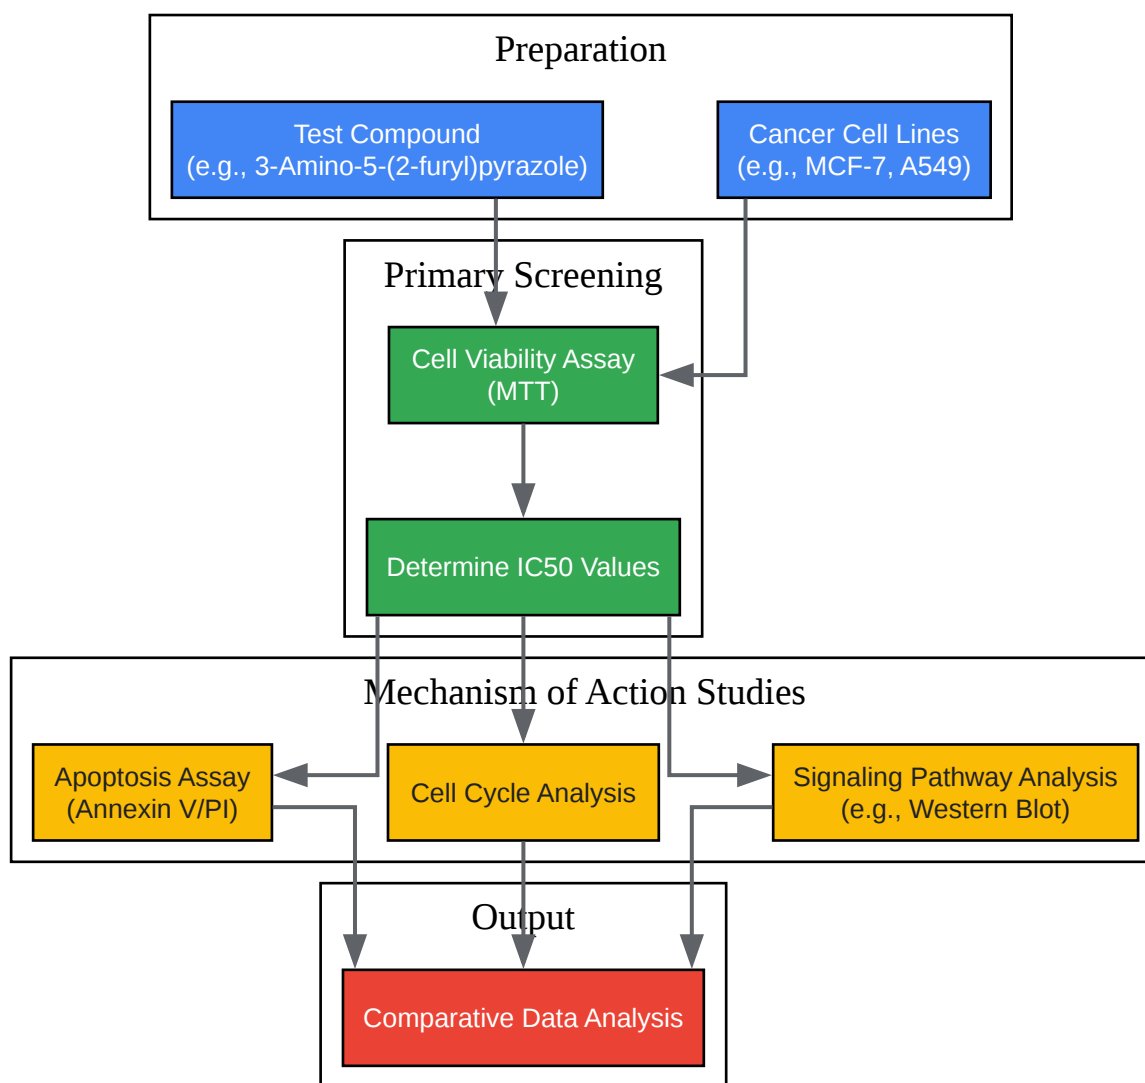 Preparation
Test Compound
(e.g., 3-Amino-5-(2-furyl)pyrazole)
Cancer Cell Lines
(e.g., MCF-7, A549)
Primary Screening
Cell Viability Assay
(MTT)
Determine IC50 Values
Mechanism of Action Studies
Apoptosis Assay
(Annexin V/PI)
Cell Cycle Analysis
Signaling Pathway Analysis
(e.g., Western Blot)
Output
Comparative Data Analysis